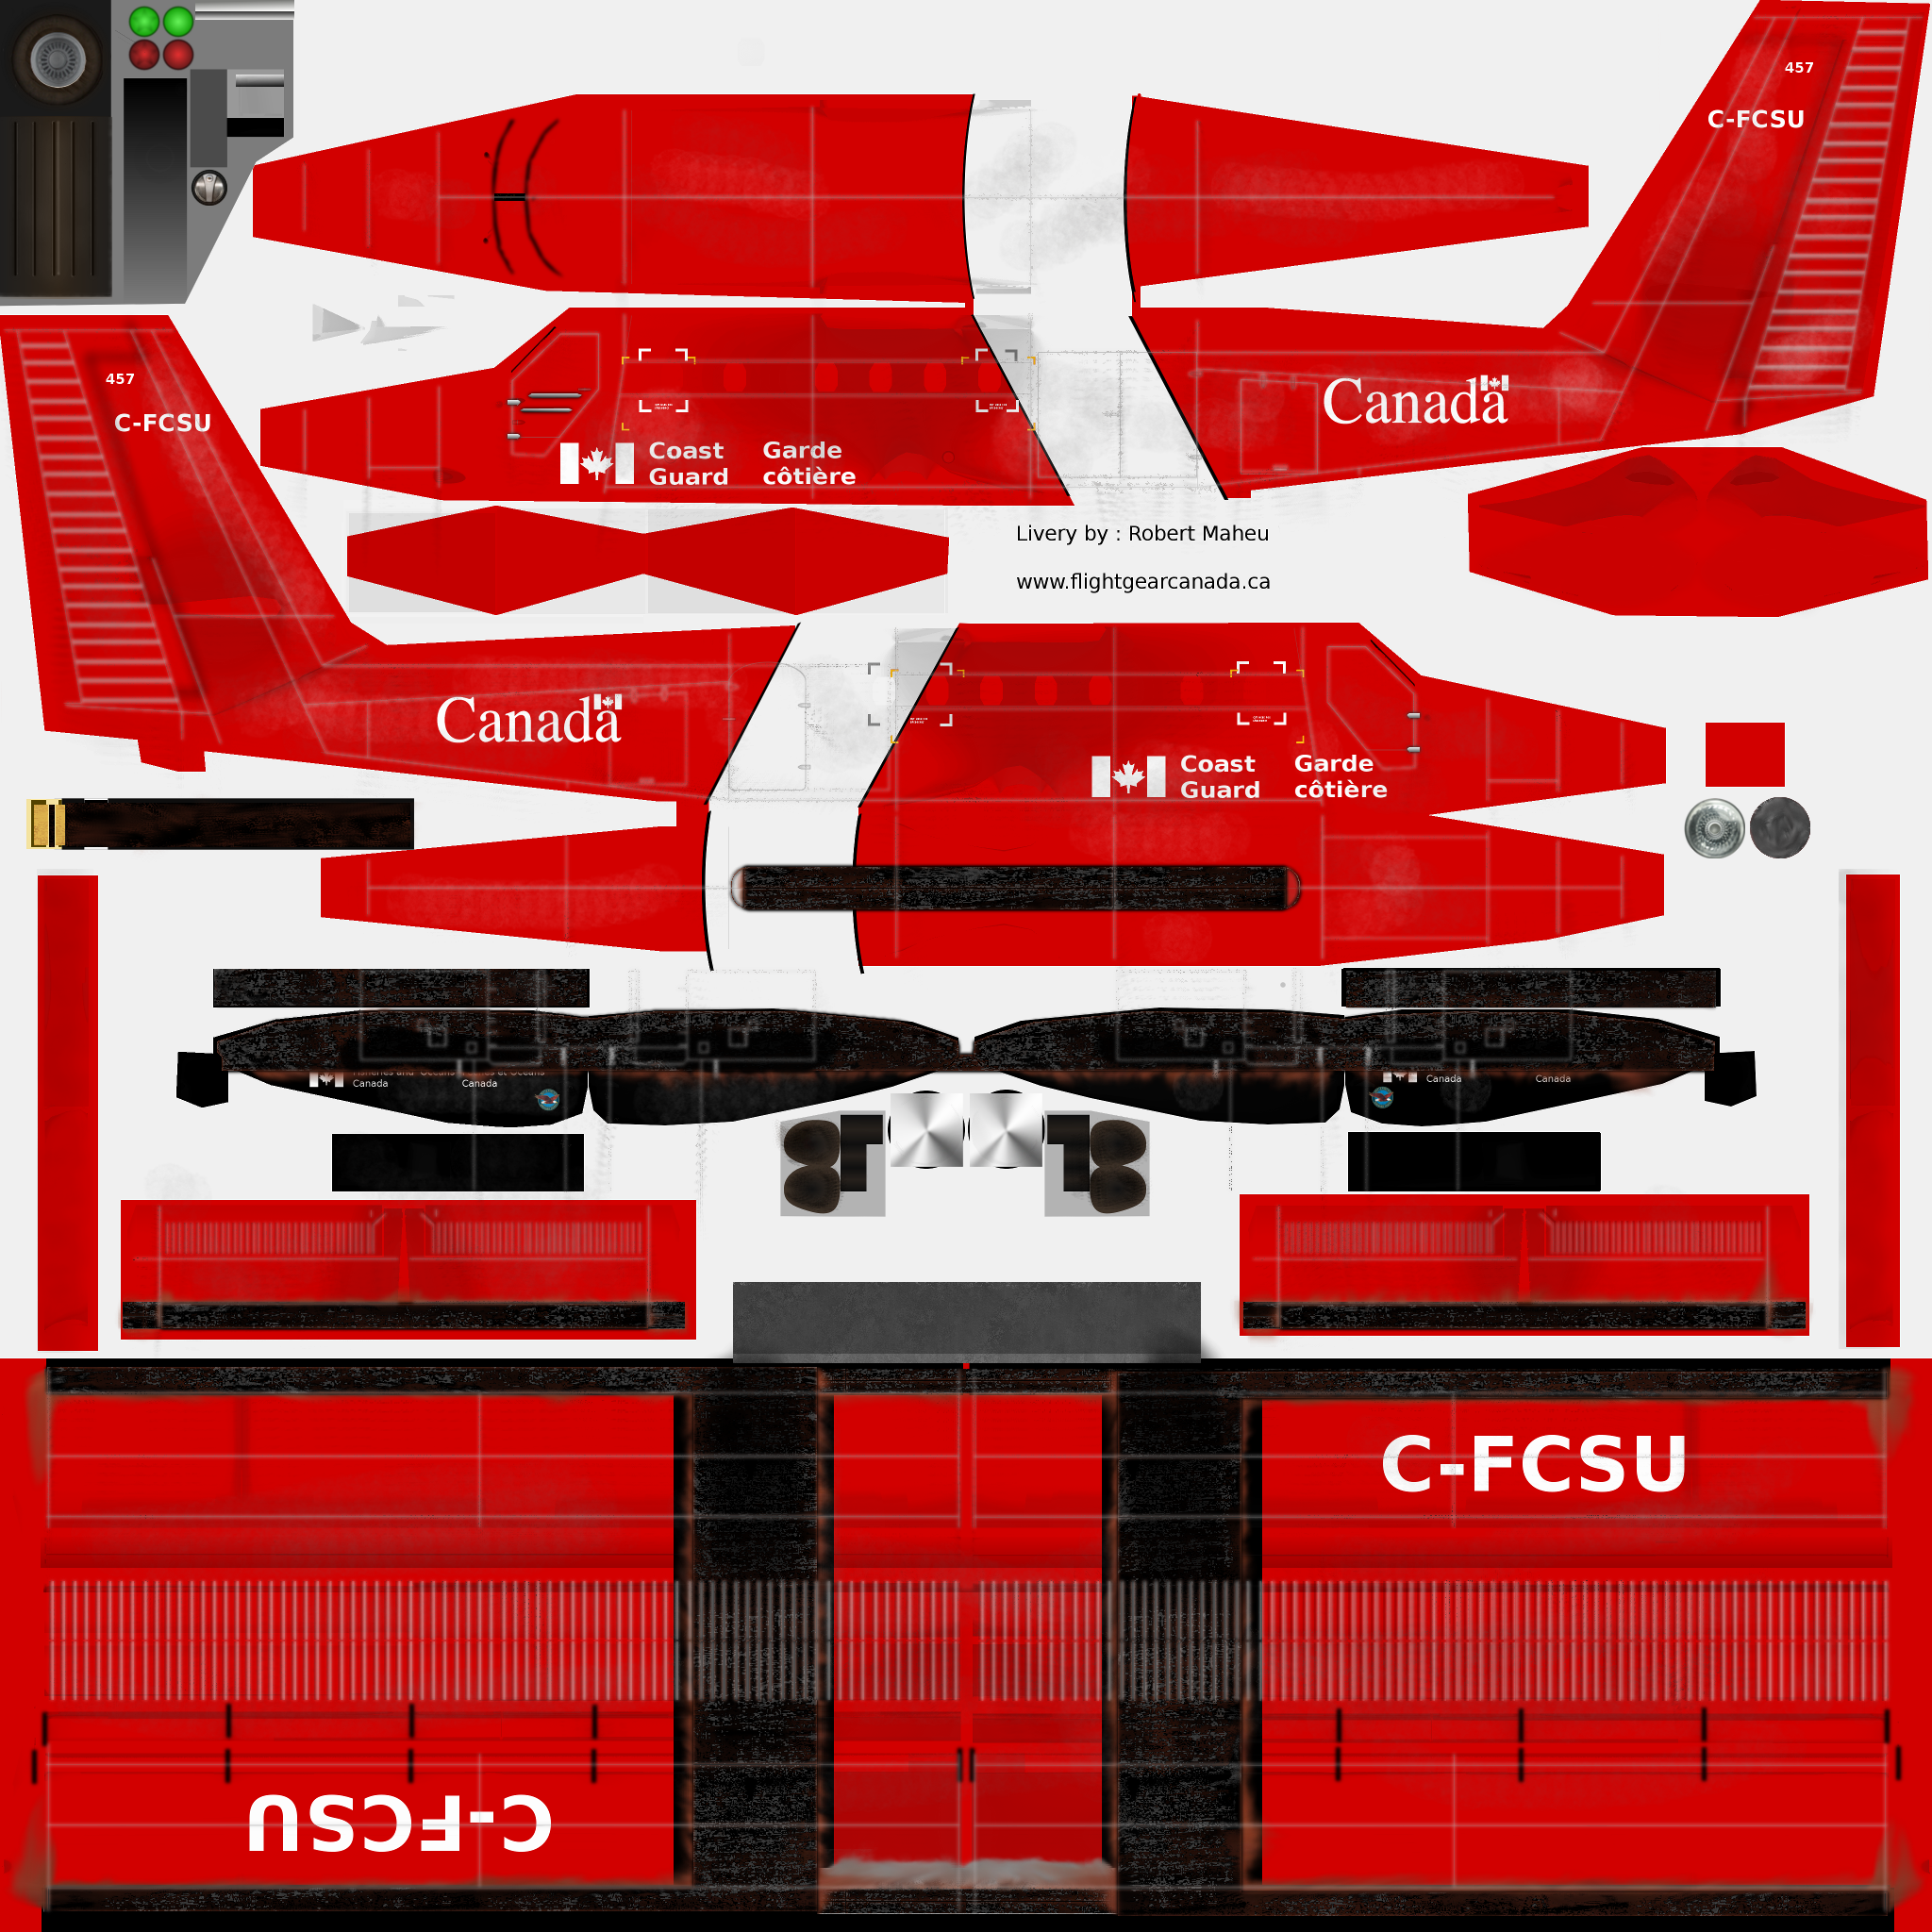 457
C-FCSU
457
C-FCSU
Canada
Coast Garde
Guard côtière
Livery by : Robert Maheu
www.flightgearcanada.ca
Canada
Coast Garde
Guard côtière
Canada Canada
Canada Canada
C-FCSU
C-FCSU